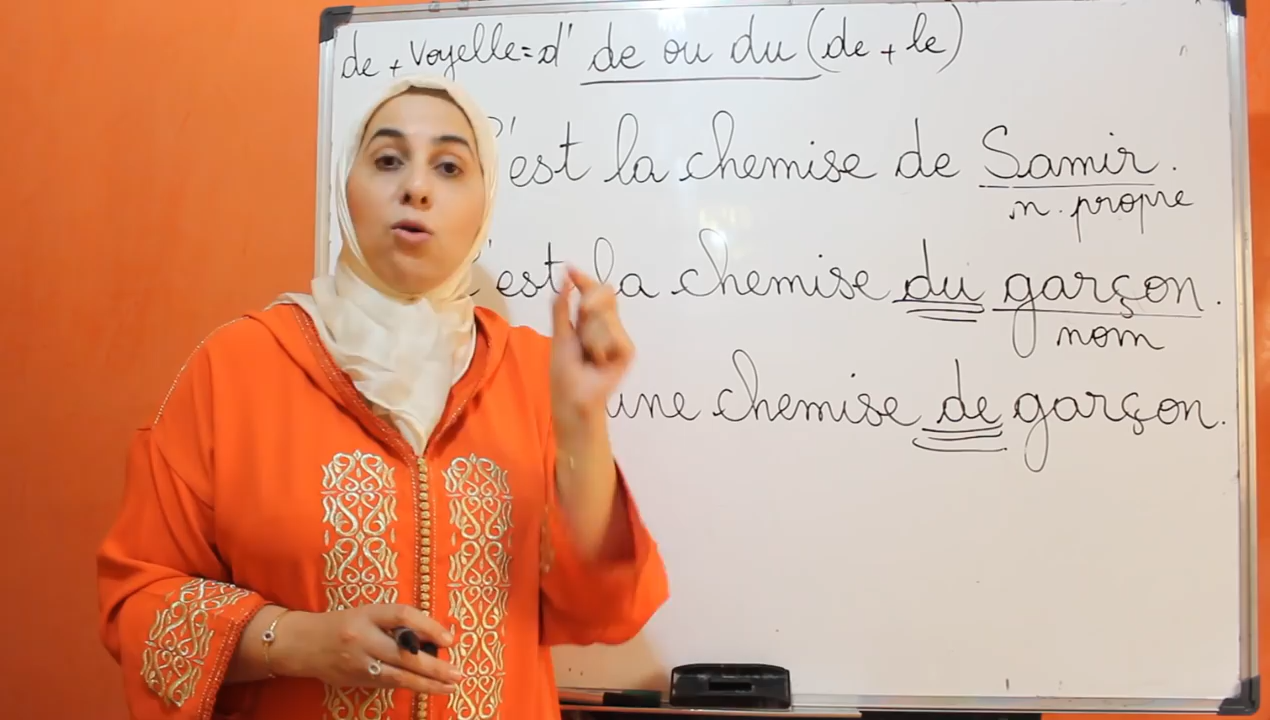 de + voyelle = d' de ou du (de + le)
'est la chemise de Samir.
n. propre
'est la chemise du garçon.
nom
une chemise de garçon.